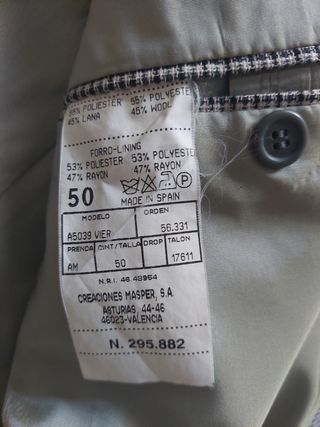 55% POLIESTER 55% POLYESTER
45% LANA 45% WOOL
FORRO-LINING
53% POLIESTER 53% POLYESTER
47% RAYON 47% RAYON
50 P
MADE IN SPAIN
MODELO ORDEN
A5039 VIER 56.331
PRENDA CINT/TALLA DROP TALON
AM 50 17611
N.R.I. 46.48964
CREACIONES MASPER, S.A.
ASTURIAS, 44-46
46023-VALENCIA
N. 295.882